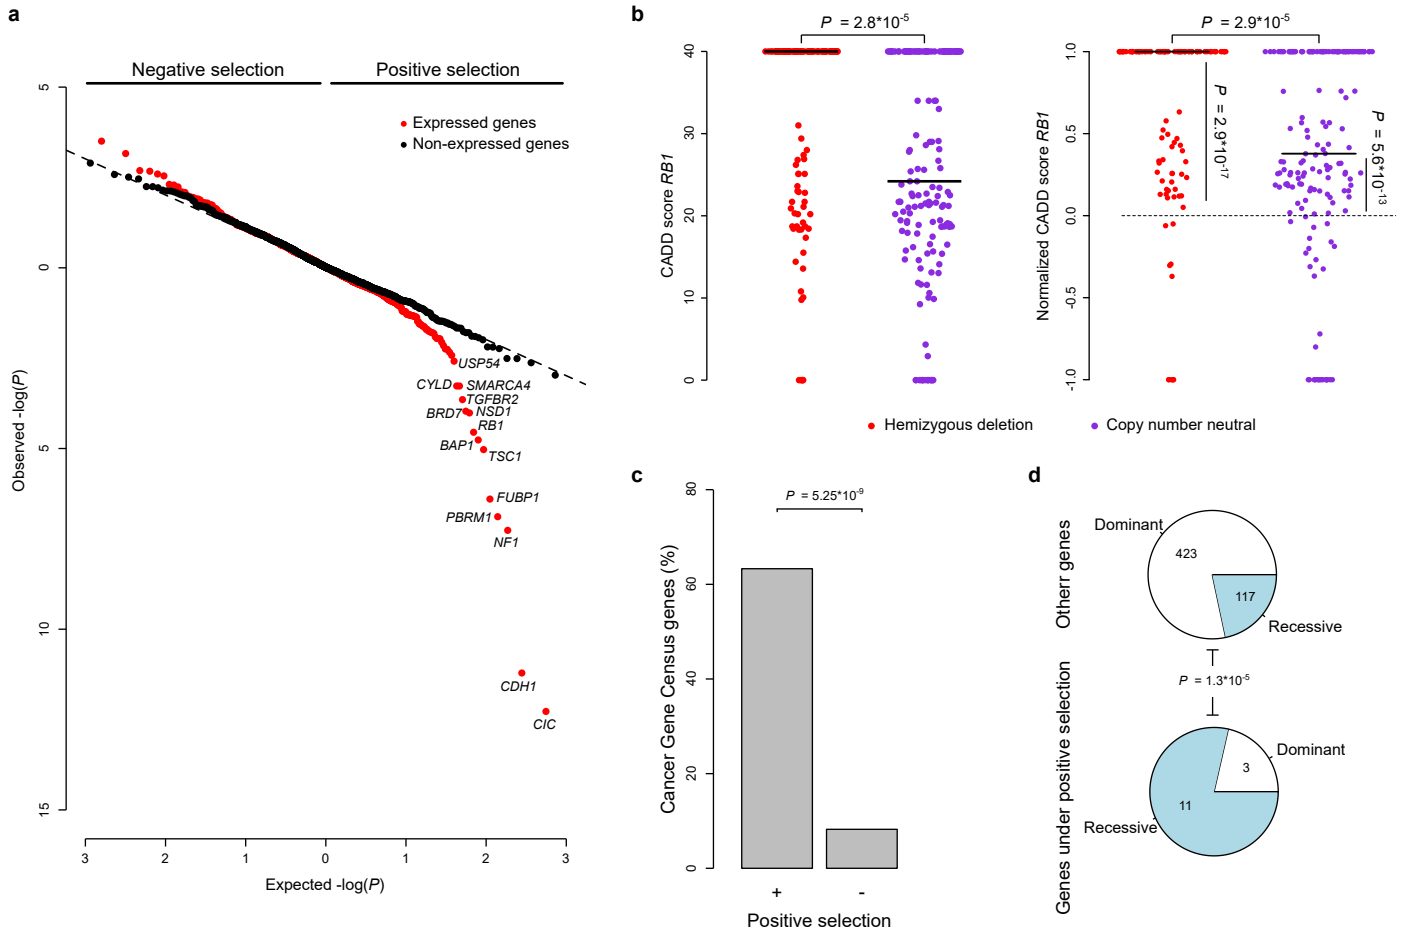 a
Negative selection
Positive selection
Expressed genes
Non-expressed genes
5
0
5
10
15
Observed -log(P)
USP54
CYLD
SMARCA4
TGFBR2
BRD7
NSD1
RB1
BAP1
TSC1
FUBP1
PBRM1
NF1
CDH1
CIC
3
2
1
0
1
2
3
Expected -log(P)
b
P = 2.8*10-5
40
30
20
10
0
CADD score RB1
P = 2.9*10-5
1.0
0.5
0.0
-0.5
-1.0
Normalized CADD score RB1
P = 2.9*10-17
P = 5.6*10-13
Hemizygous deletion
Copy number neutral
c
P = 5.25*10-9
80
60
40
20
0
Cancer Gene Census genes (%)
+
-
Positive selection
d
Otherr genes
Dominant
423
117
Recessive
P = 1.3*10-5
Genes under positive selection
Dominant
3
11
Recessive